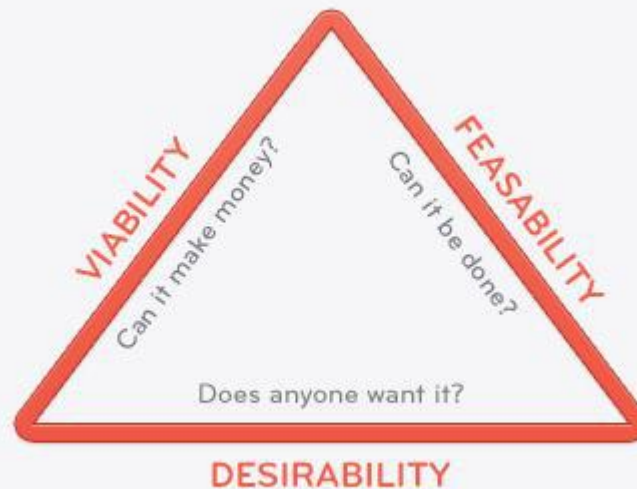 VIABILITY
Can it make money?
FEASABILITY
Can it be done?
Does anyone want it?
DESIRABILITY